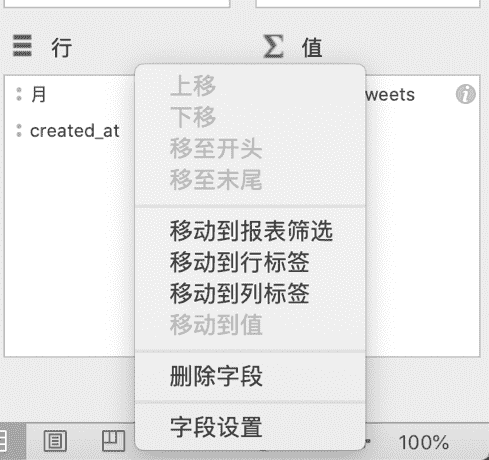 行
值
月
weets
created_at
上移
下移
移至开头
移至末尾
移动到报表筛选
移动到行标签
移动到列标签
移动到值
删除字段
字段设置
100%